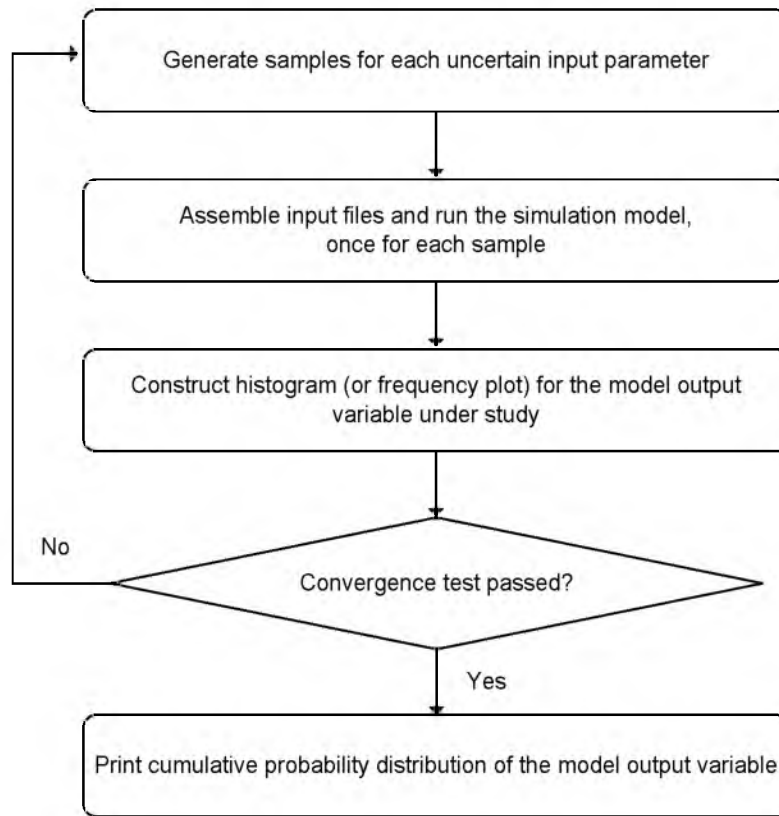 Generate samples for each uncertain input parameter
Assemble input files and run the simulation model,
once for each sample
Construct histogram (or frequency plot) for the model output
variable under study
No
Convergence test passed?
Yes
Print cumulative probability distribution of the model output variable